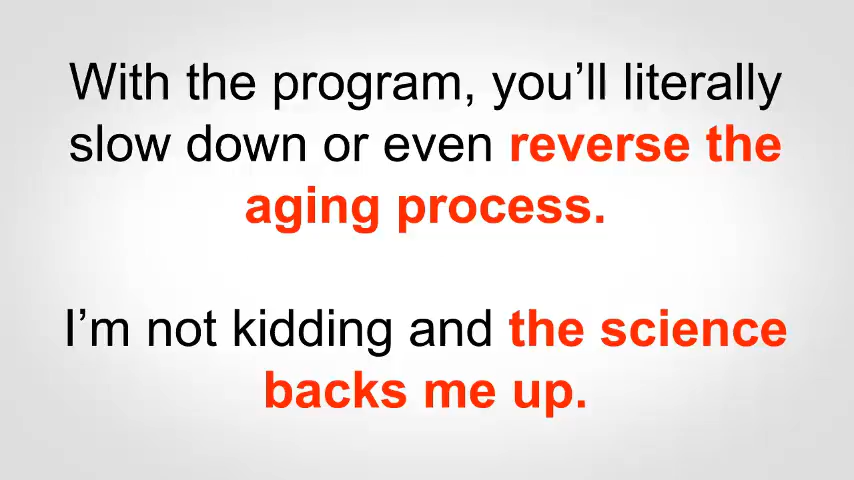 With the program, you’ll literally
slow down or even reverse the
aging process.
I’m not kidding and the science
backs me up.